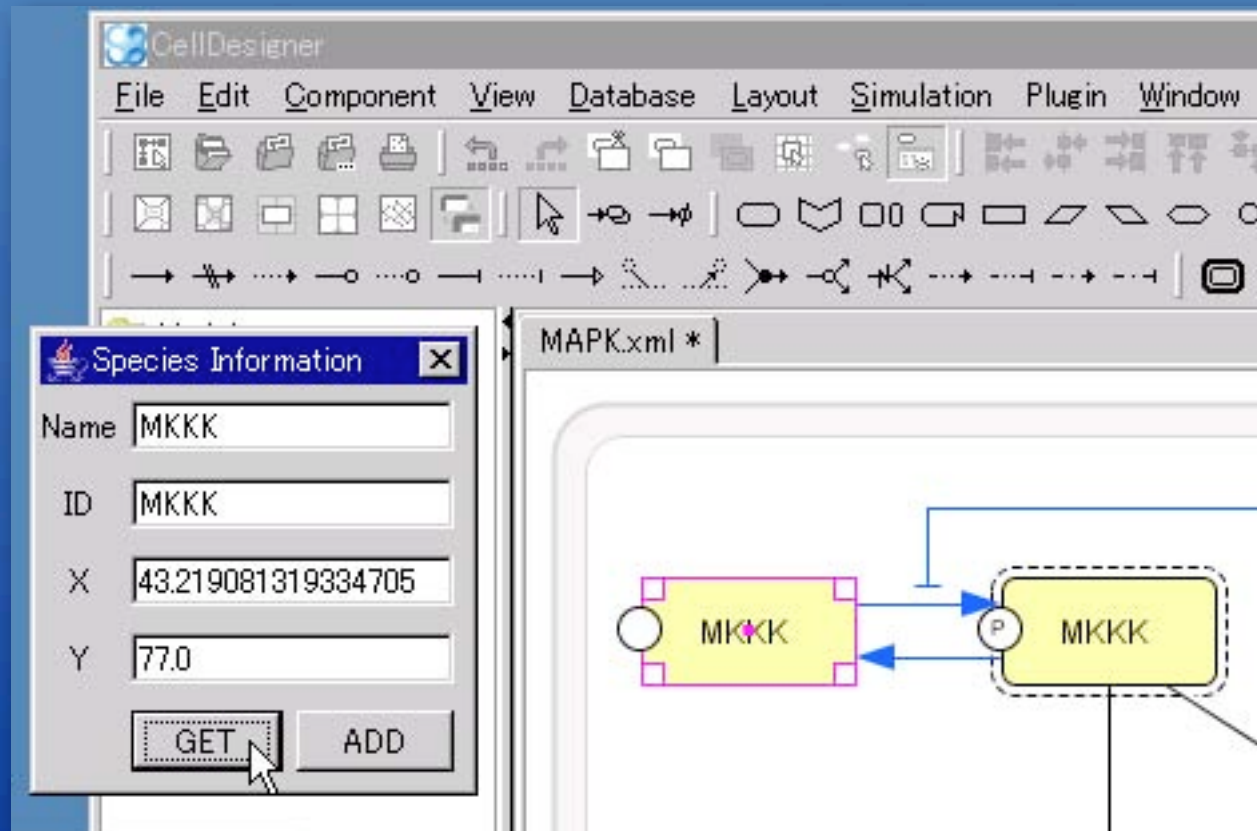 CellDesigner
File Edit Component View Database Layout Simulation Plugin Window
MAPK.xml *
Species Information
Name MKKK
ID MKKK
X 43.219081319334705
Y 77.0
GET ADD
MKKK
P MKKK